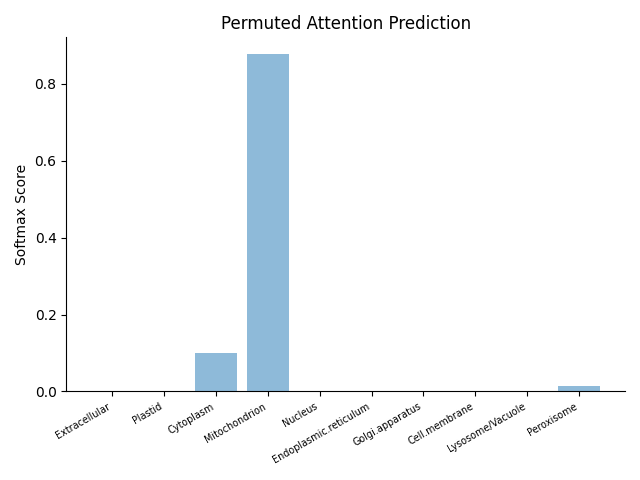 Permuted Attention Prediction
Softmax Score
0.8
0.6
0.4
0.2
0.0
Extracellular
Plastid
Cytoplasm
Mitochondrion
Nucleus
Endoplasmic.reticulum
Golgi.apparatus
Cell.membrane
Lysosome/Vacuole
Peroxisome